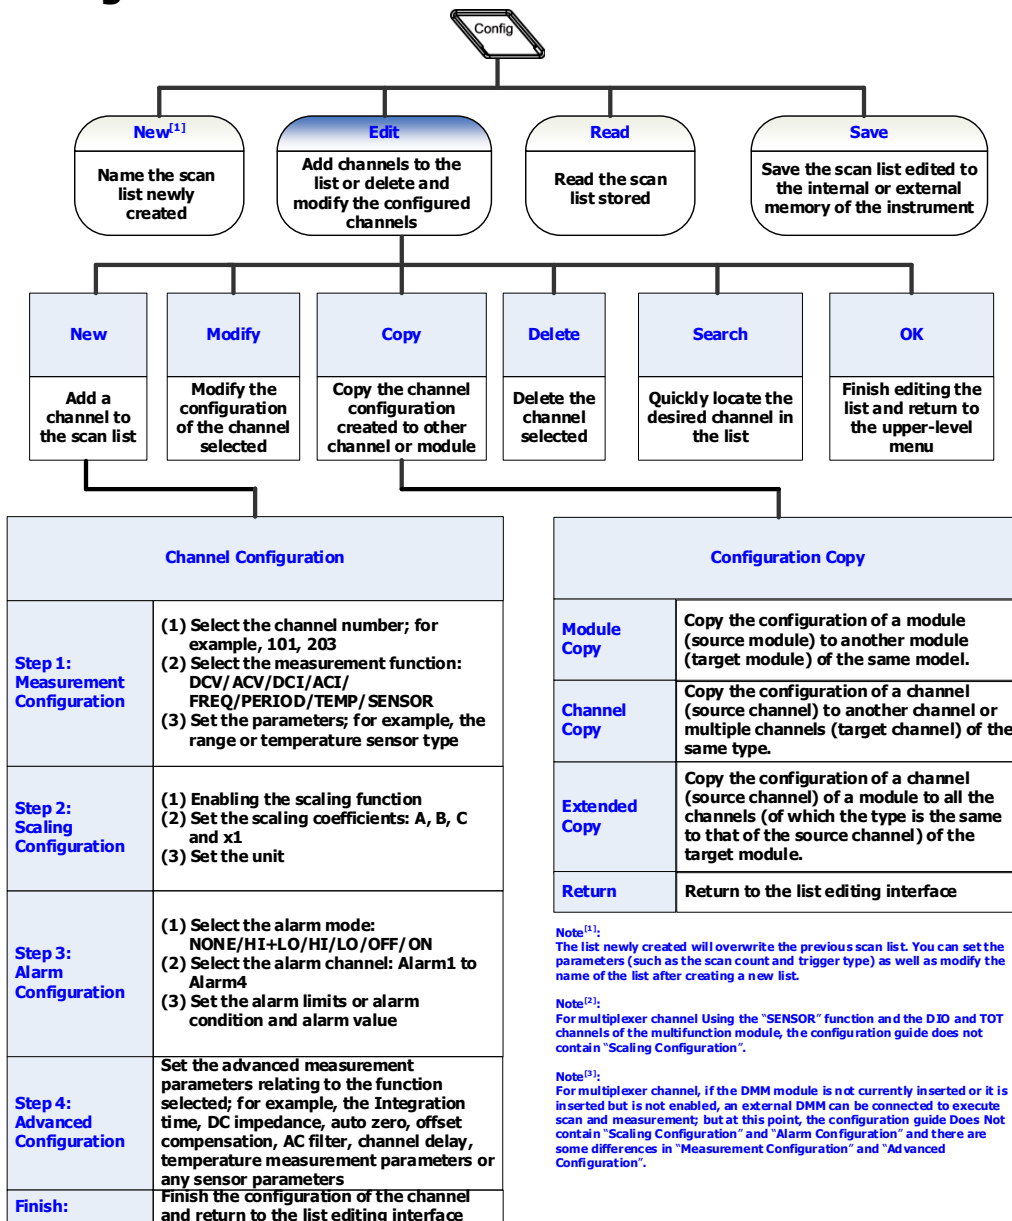 Config
New[1]
Name the scan
list newly
created
Edit
Add channels to the
list or delete and
modify the configured
channels
Read
Read the scan
list stored
Save
Save the scan list edited to
the internal or external
memory of the instrument
New
Add a
channel to
the scan list
Modify
Modify the
configuration
of the channel
selected
Copy
Copy the channel
configuration
created to other
channel or module
Delete
Delete the
channel
selected
Search
Quickly locate the
desired channel in
the list
OK
Finish editing the
list and return to
the upper-level
menu
Channel Configuration
Step 1:
Measurement
Configuration
(1) Select the channel number; for
example, 101, 203
(2) Select the measurement function:
DCV/ACV/DCI/ACI/
FREQ/PERIOD/TEMP/SENSOR
(3) Set the parameters; for example, the
range or temperature sensor type
Step 2:
Scaling
Configuration
(1) Enabling the scaling function
(2) Set the scaling coefficients: A, B, C
and x1
(3) Set the unit
Step 3:
Alarm
Configuration
(1) Select the alarm mode:
NONE/HI+LO/HI/LO/OFF/ON
(2) Select the alarm channel: Alarm1 to
Alarm4
(3) Set the alarm limits or alarm
condition and alarm value
Step 4:
Advanced
Configuration
Set the advanced measurement
parameters relating to the function
selected; for example, the Integration
time, DC impedance, auto zero, offset
compensation, AC filter, channel delay,
temperature measurement parameters or
any sensor parameters
Finish:
Finish the configuration of the channel
and return to the list editing interface
Configuration Copy
Module
Copy
Copy the configuration of a module
(source module) to another module
(target module) of the same model.
Channel
Copy
Copy the configuration of a channel
(source channel) to another channel or
multiple channels (target channel) of the
same type.
Extended
Copy
Copy the configuration of a channel
(source channel) of a module to all the
channels (of which the type is the same
to that of the source channel) of the
target module.
Return
Return to the list editing interface
Note[1]:
The list newly created will overwrite the previous scan list. You can set the
parameters (such as the scan count and trigger type) as well as modify the
name of the list after creating a new list.
Note[2]:
For multiplexer channel Using the "SENSOR" function and the DIO and TOT
channels of the multifunction module, the configuration guide does not
contain "Scaling Configuration".
Note[3]:
For multiplexer channel, if the DMM module is not currently inserted or it is
inserted but is not enabled, an external DMM can be connected to execute
scan and measurement; but at this point, the configuration guide Does Not
contain "Scaling Configuration" and "Alarm Configuration" and there are
some differences in "Measurement Configuration" and "Advanced
Configuration".